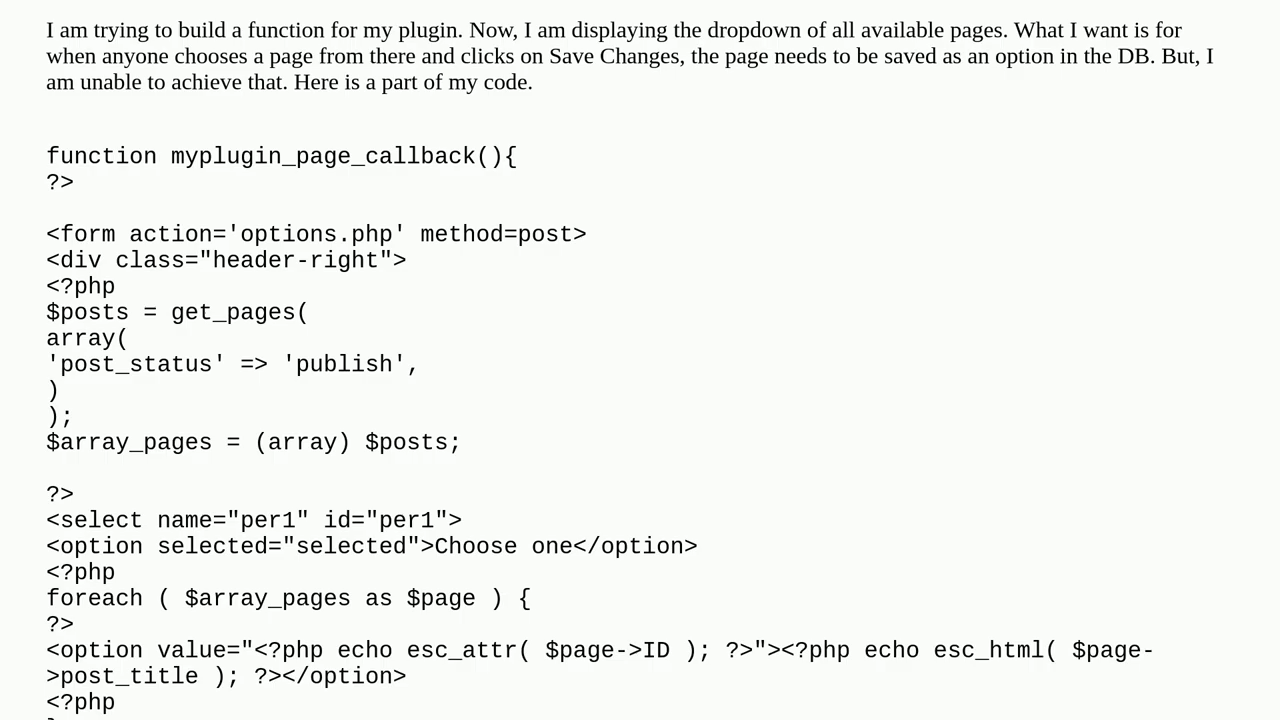 I am trying to build a function for my plugin. Now, I am displaying the dropdown of all available pages. What I want is for
when anyone chooses a page from there and clicks on Save Changes, the page needs to be saved as an option in the DB. But, I
am unable to achieve that. Here is a part of my code.
function myplugin_page_callback(){
?>
<form action='options.php' method=post>
<div class="header-right">
<?php
$posts = get_pages(
array(
'post_status' => 'publish',
)
);
$array_pages = (array) $posts;
?>
<select name="per1" id="per1">
<option selected="selected">Choose one</option>
<?php
foreach ( $array_pages as $page ) {
?>
<option value="<?php echo esc_attr( $page->ID ); ?>"><?php echo esc_html( $page-
>post_title ); ?></option>
<?php